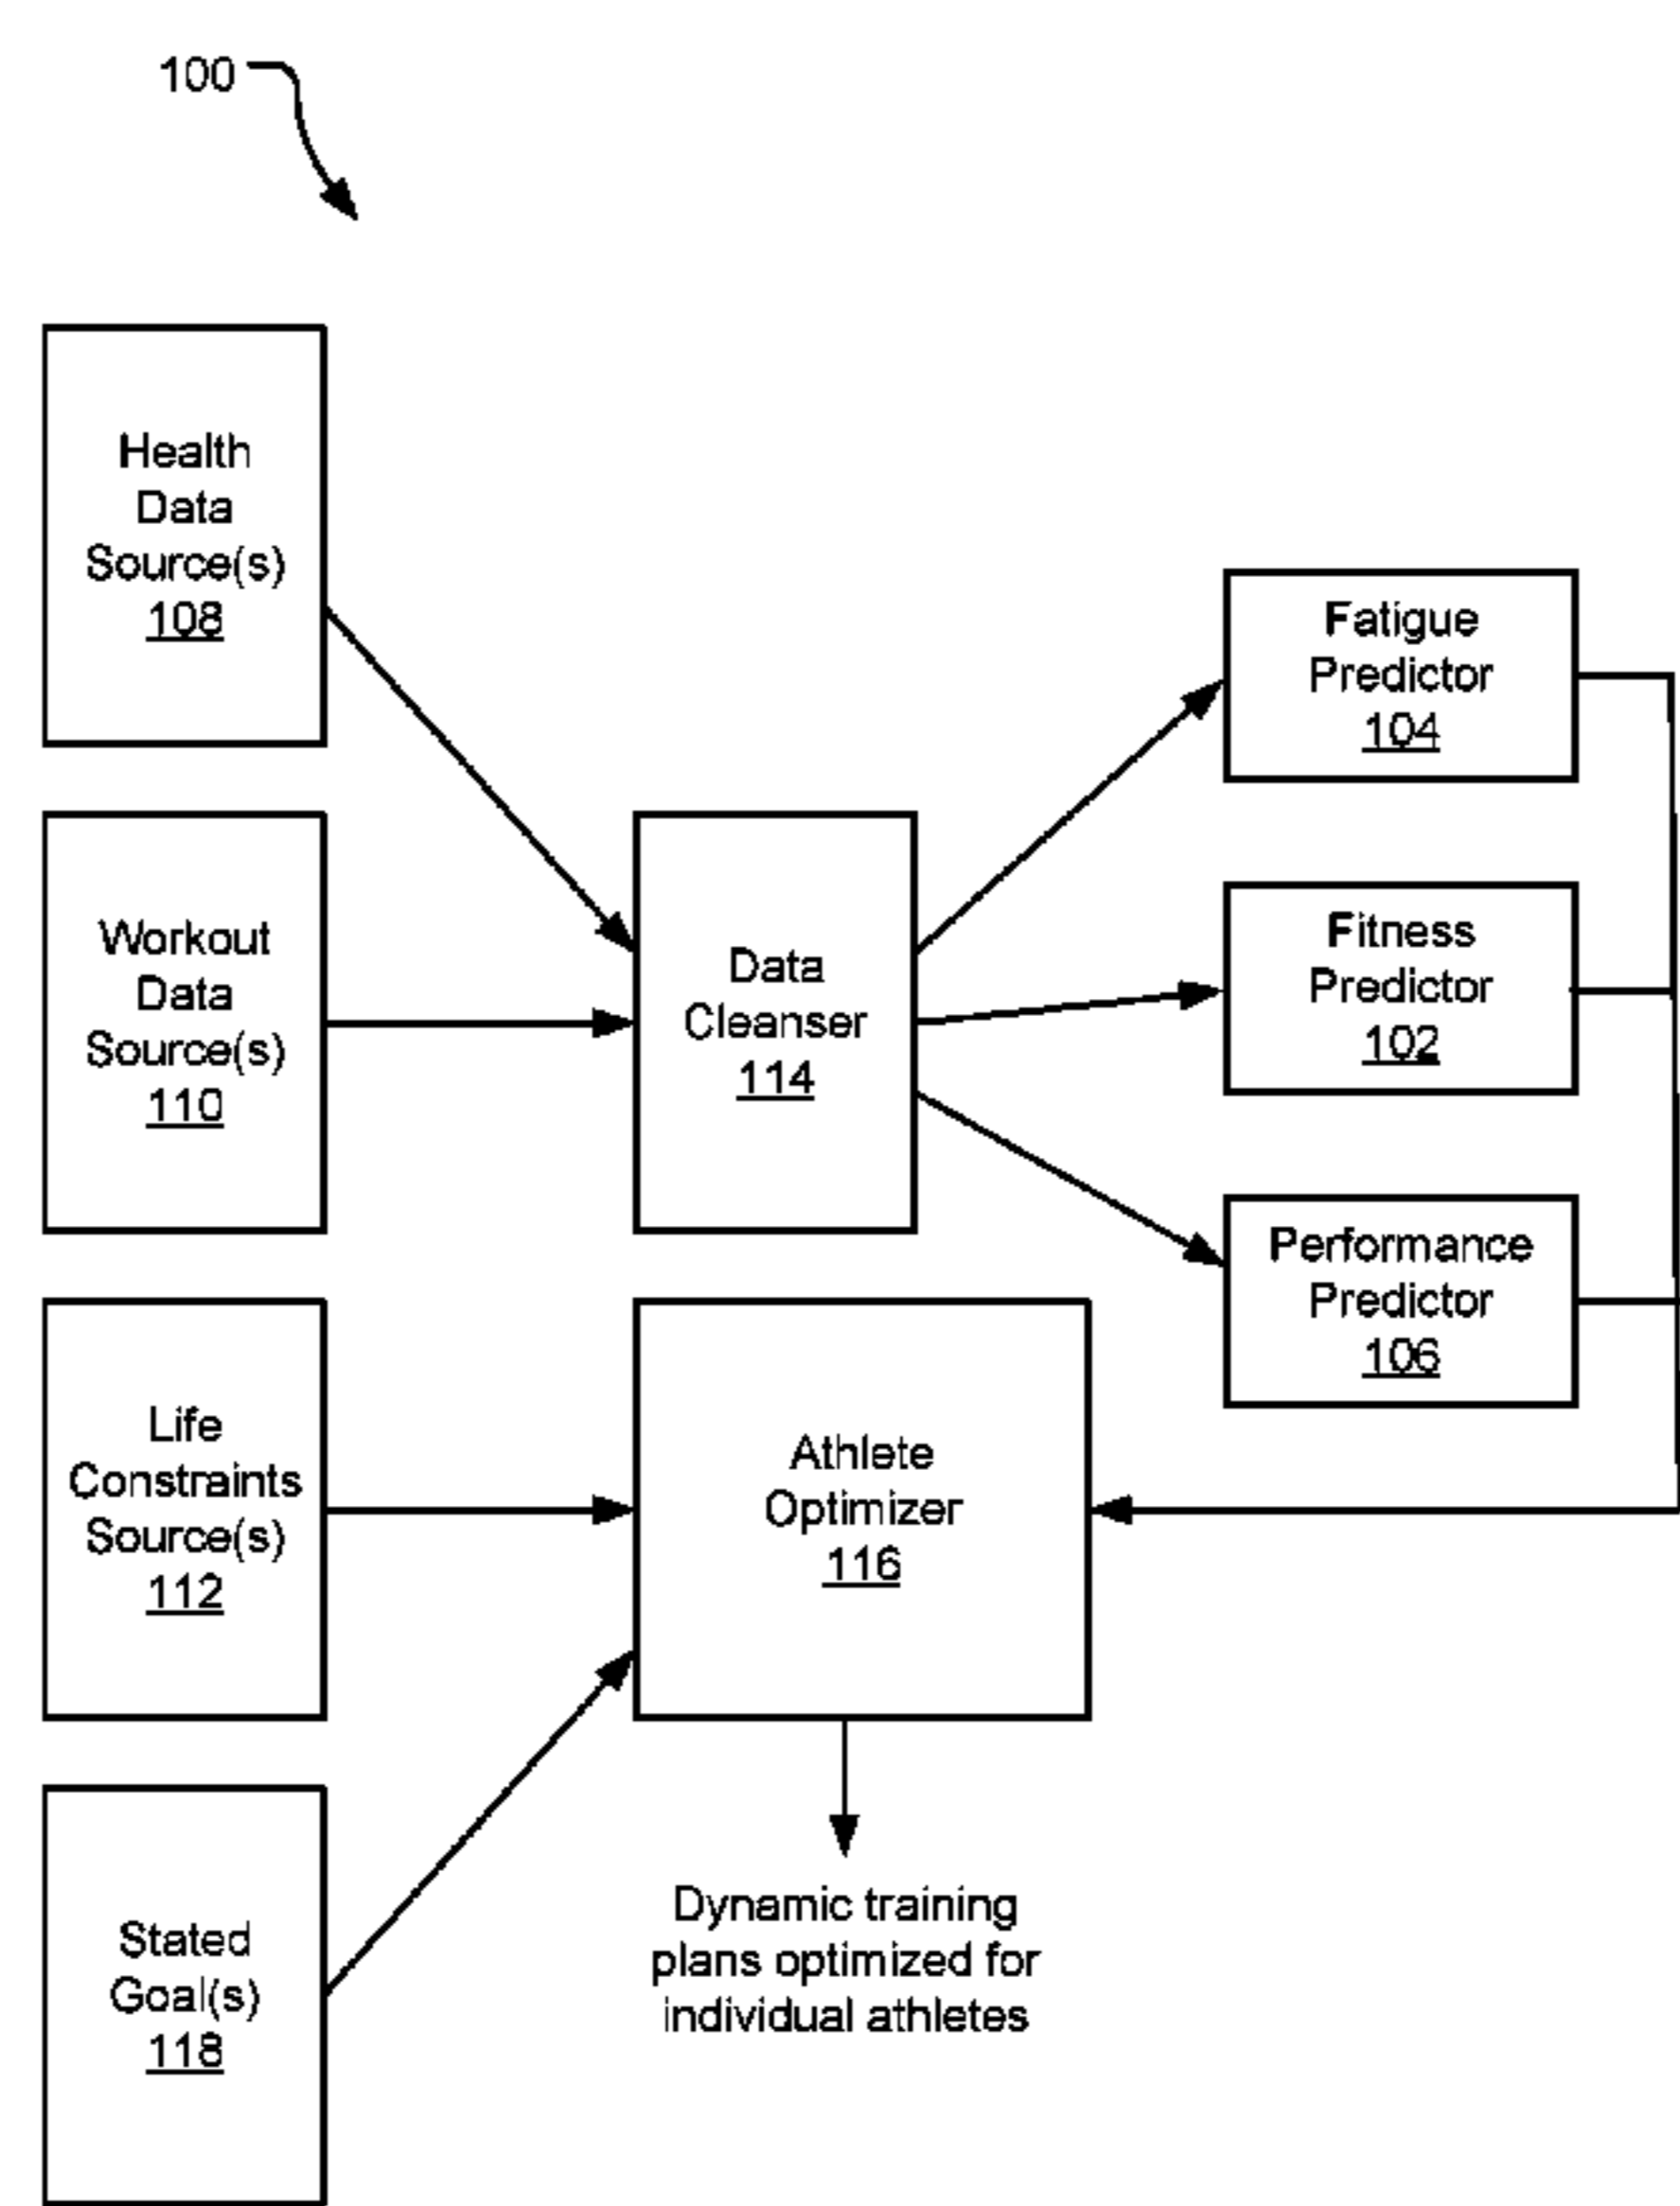 100
Health
Data
Source(s)
108
Workout
Data
Source(s)
110
Life
Constraints
Source(s)
112
Stated
Goal(s)
118
Data
Cleanser
114
Athlete
Optimizer
116
Dynamic training
plans optimized for
individual athletes
Fatigue
Predictor
104
Fitness
Predictor
102
Performance
Predictor
106